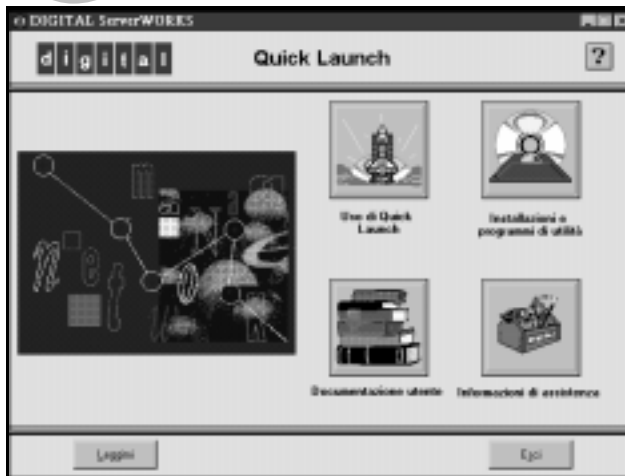 DIGITAL ServerWORKS
digital
Quick Launch
?
Uso di Quick
Launch
Installazioni e
programmi di utilità
Documentazione utente
Informazioni di assistenza
Leggimi
Esci